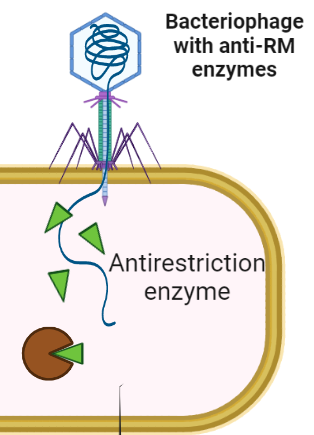 Bacteriophage
with anti-RM
enzymes
Antirestriction
enzyme